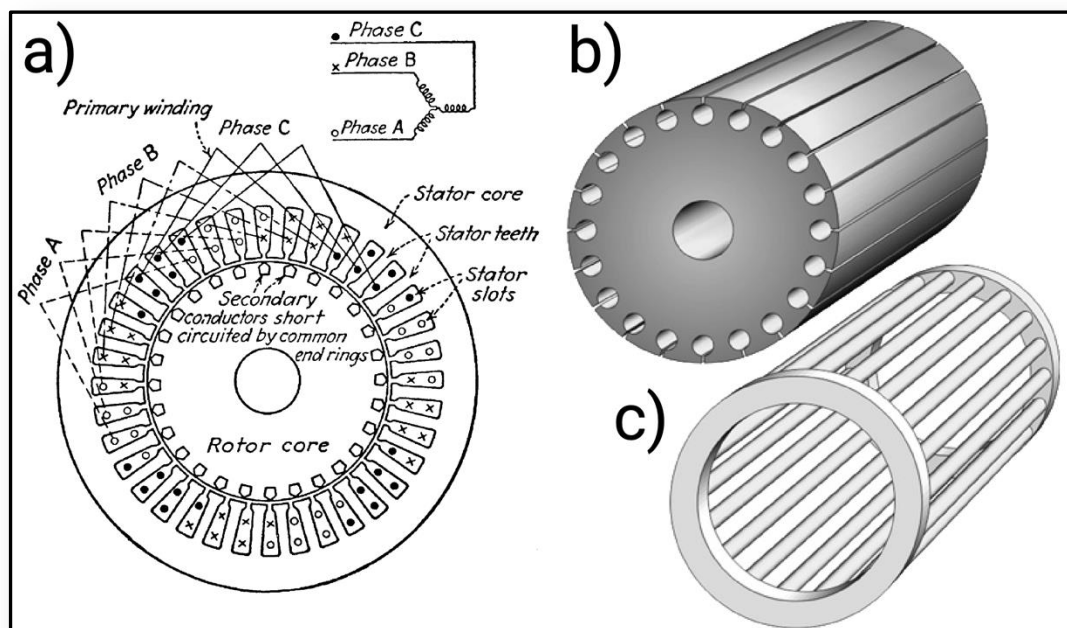 a)
Phase C
Phase B
Phase A
Primary winding
Phase C
Phase B
Phase A
Stator core
Stator teeth
Stator
slots
Secondary
conductors short
circuited by common
end rings
Rotor core
b)
c)